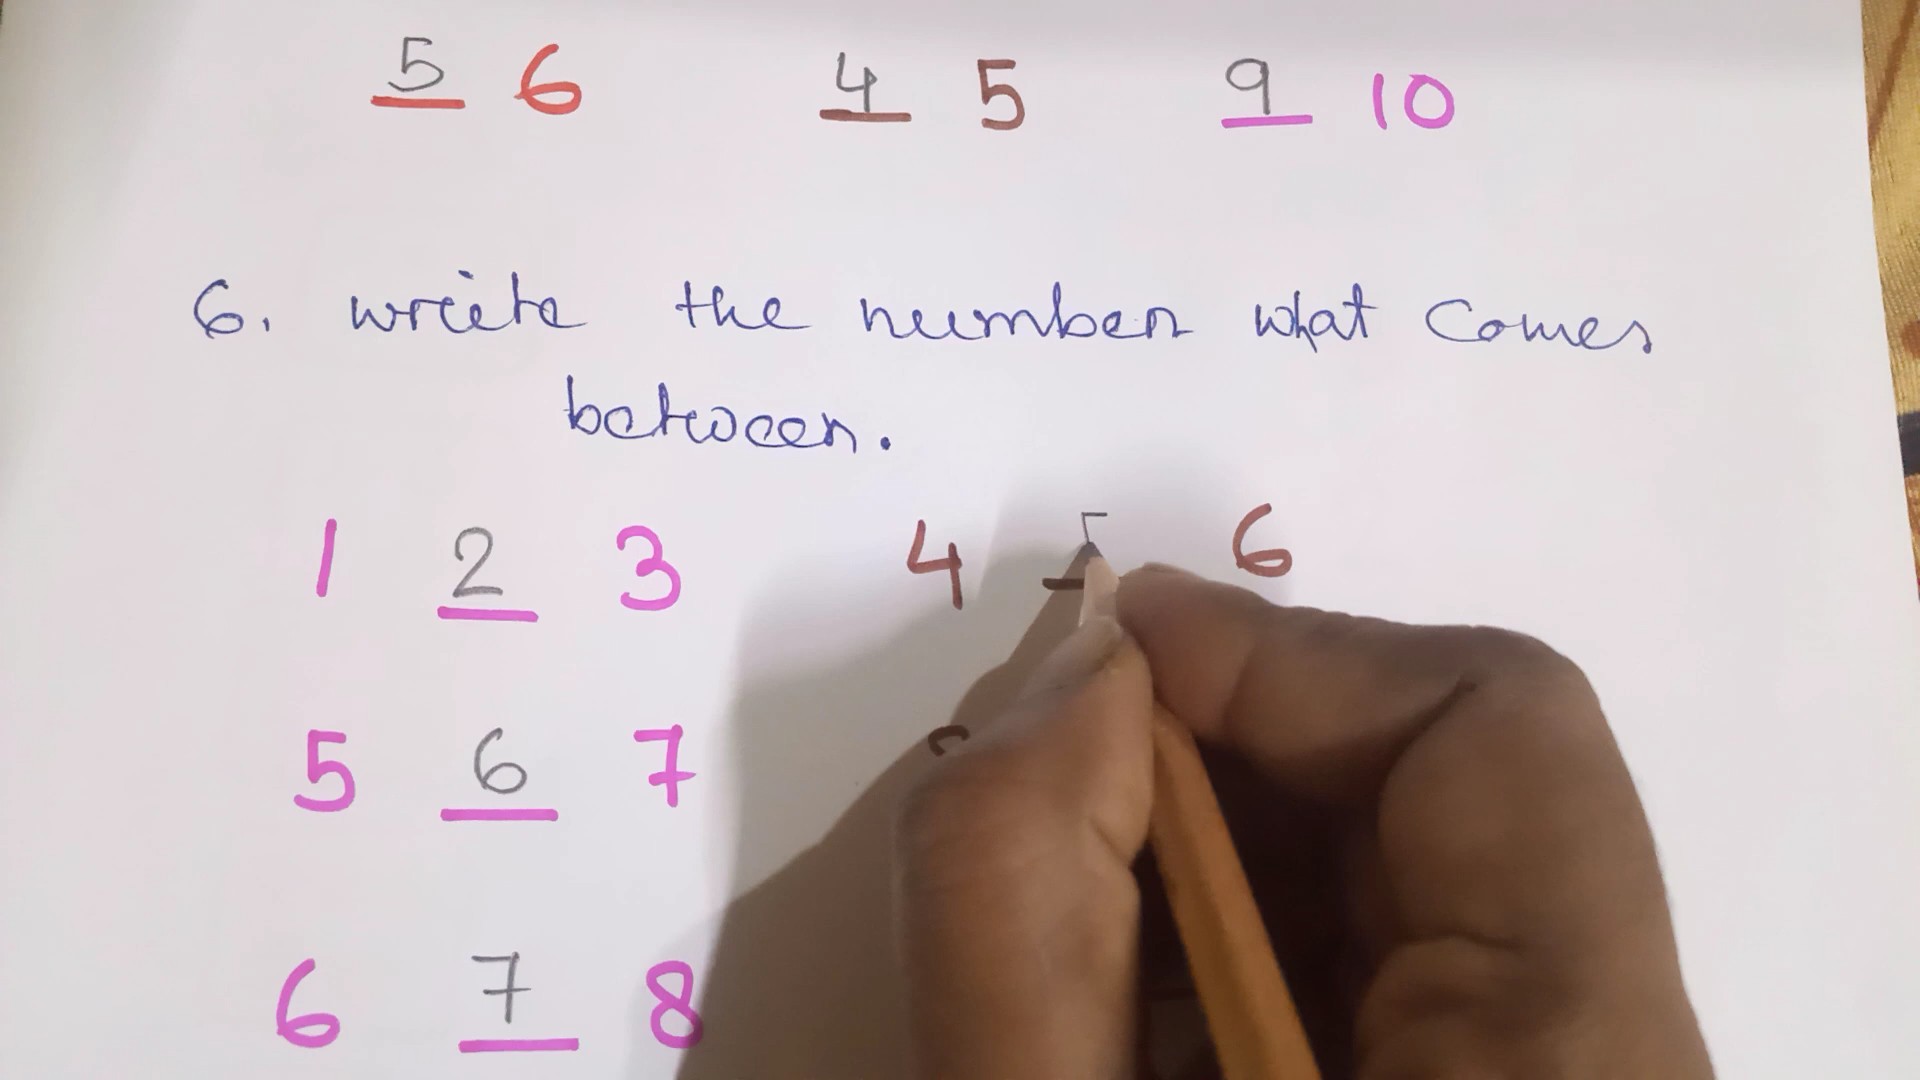 5 6 4 5 9 10
6. write the number what comes
between.
1 2 3 4 5 6
5 6 7
6 7 8